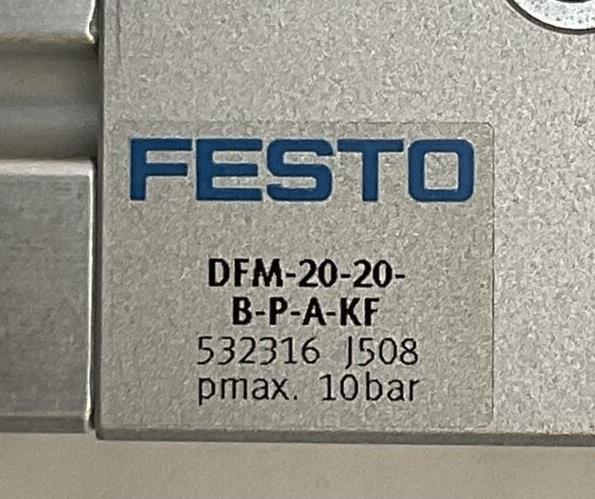 FESTO
DFM-20-20-
B-P-A-KF
532316 J508
pmax. 10bar